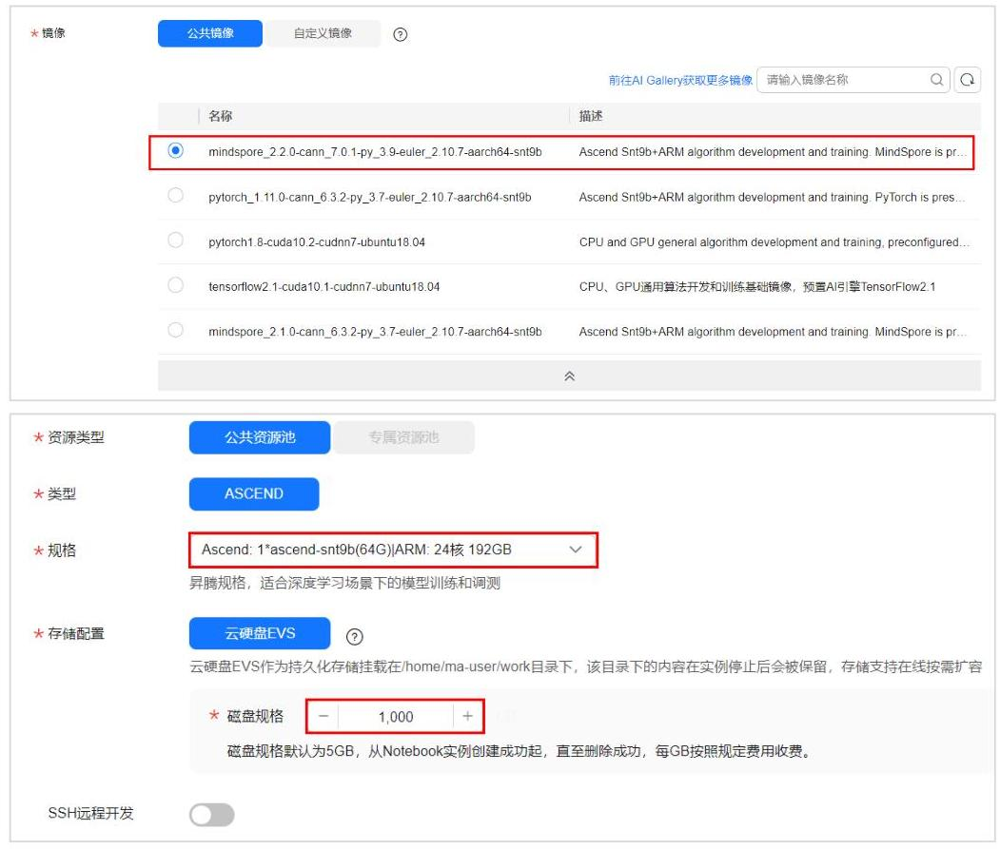 * 镜像
公共镜像 自定义镜像 ?
前往AI Gallery获取更多镜像 请输入镜像名称
名称 描述
mindspore_2.2.0-cann_7.0.1-py_3.9-euler_2.10.7-aarch64-snt9b Ascend Snt9b+ARM algorithm development and training. MindSpore is pr...
pytorch_1.11.0-cann_6.3.2-py_3.7-euler_2.10.7-aarch64-snt9b Ascend Snt9b+ARM algorithm development and training. PyTorch is pres...
pytorch1.8-cuda10.2-cudnn7-ubuntu18.04 CPU and GPU general algorithm development and training, preconfigured...
tensorflow2.1-cuda10.1-cudnn7-ubuntu18.04 CPU、GPU通用算法开发和训练基础镜像，预置AI引擎TensorFlow2.1
mindspore_2.1.0-cann_6.3.2-py_3.7-euler_2.10.7-aarch64-snt9b Ascend Snt9b+ARM algorithm development and training. MindSpore is pr...
* 资源类型 公共资源池 专属资源池
* 类型 ASCEND
* 规格 Ascend: 1*ascend-snt9b(64G)|ARM: 24核 192GB
昇腾规格，适合深度学习场景下的模型训练和调测
* 存储配置 云硬盘EVS ?
云硬盘EVS作为持久化存储挂载在/home/ma-user/work目录下，该目录下的内容在实例停止后会被保留，存储支持在线按需扩容
* 磁盘规格 − 1,000 +
磁盘规格默认为5GB，从Notebook实例创建成功起，直至删除成功，每GB按照规定费用收费。
SSH远程开发